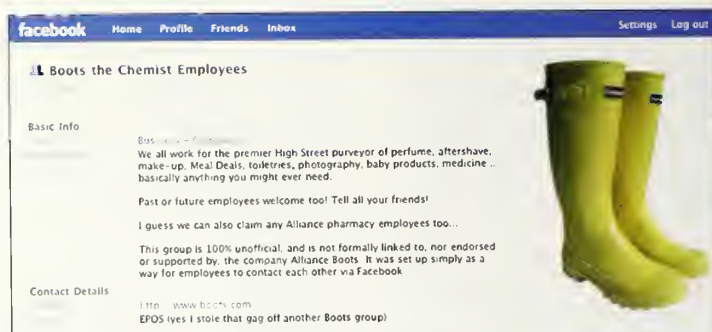 facebook Home Profile Friends Inbox Settings Log out
Boots the Chemist Employees
Basic Info
We all work for the premier High Street purveyor of perfume, aftershave,
make-up, Meal Deals, toiletries, photography, baby products, medicine ..
basically anything you might ever need.
Past or future employees welcome too! Tell all your friends!
I guess we can also claim any Alliance pharmacy employees too...
This group is 100% unofficial, and is not formally linked to, nor endorsed
or supported by, the company Alliance Boots It was set up simply as a
way for employees to contact each other via Facebook
Contact Details
www.boots.com
EPOS (yes I stole that gag off another Boots group)